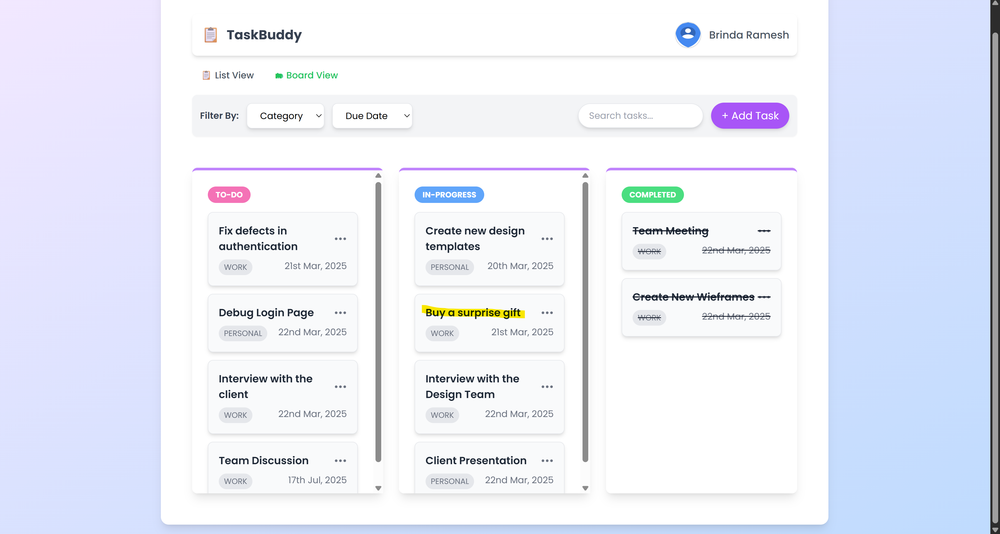 TaskBuddy
Brinda Ramesh
List View
Board View
Filter By:
Category
Due Date
Search tasks...
+ Add Task
TO-DO
Fix defects in
authentication
WORK
21st Mar, 2025
Debug Login Page
PERSONAL
22nd Mar, 2025
Interview with the
client
WORK
22nd Mar, 2025
Team Discussion
WORK
17th Jul, 2025
IN-PROGRESS
Create new design
templates
PERSONAL
20th Mar, 2025
Buy a surprise gift
WORK
21st Mar, 2025
Interview with the
Design Team
WORK
22nd Mar, 2025
Client Presentation
PERSONAL
22nd Mar, 2025
COMPLETED
Team Meeting
WORK
22nd Mar, 2025
Create New Wieframes
WORK
22nd Mar, 2025